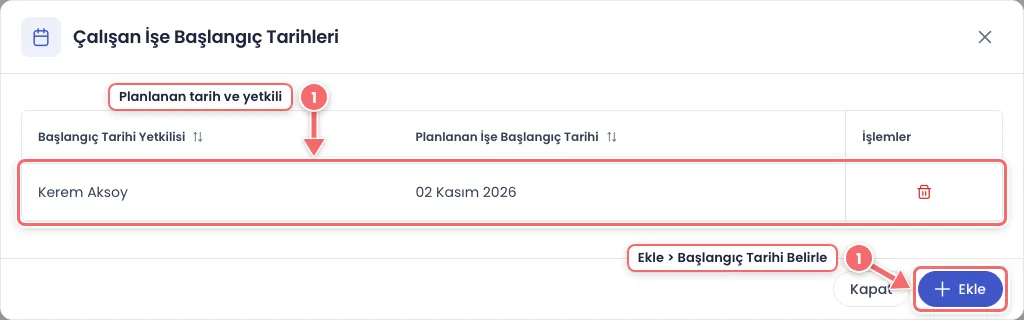 Çalışan İşe Başlangıç Tarihleri
Planlanan tarih ve yetkili 1
Başlangıç Tarihi Yetkilisi Planlanan İşe Başlangıç Tarihi İşlemler
Kerem Aksoy 02 Kasım 2026
Ekle > Başlangıç Tarihi Belirle 1
Kapat Ekle